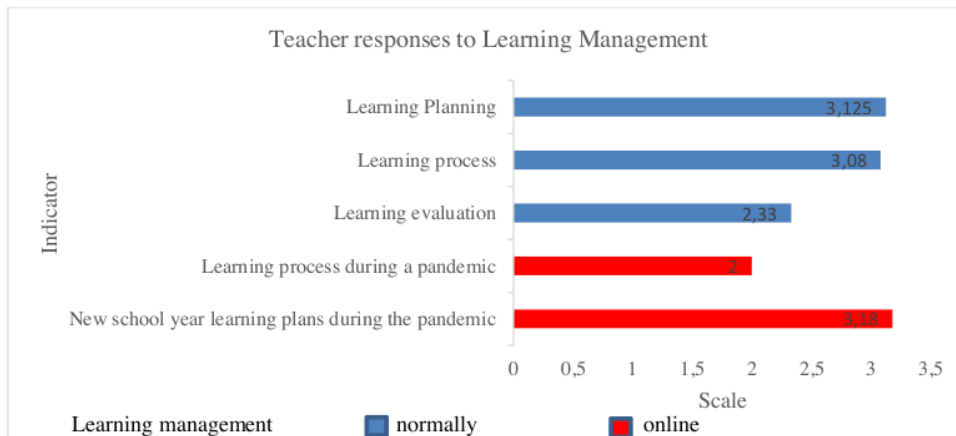 Teacher responses to Learning Management
Indicator
Learning Planning 3,125
Learning process 3,08
Learning evaluation 2,33
Learning process during a pandemic 2
New school year learning plans during the pandemic 3,18
0 0,5 1 1,5 2 2,5 3 3,5
Scale
Learning management normally online